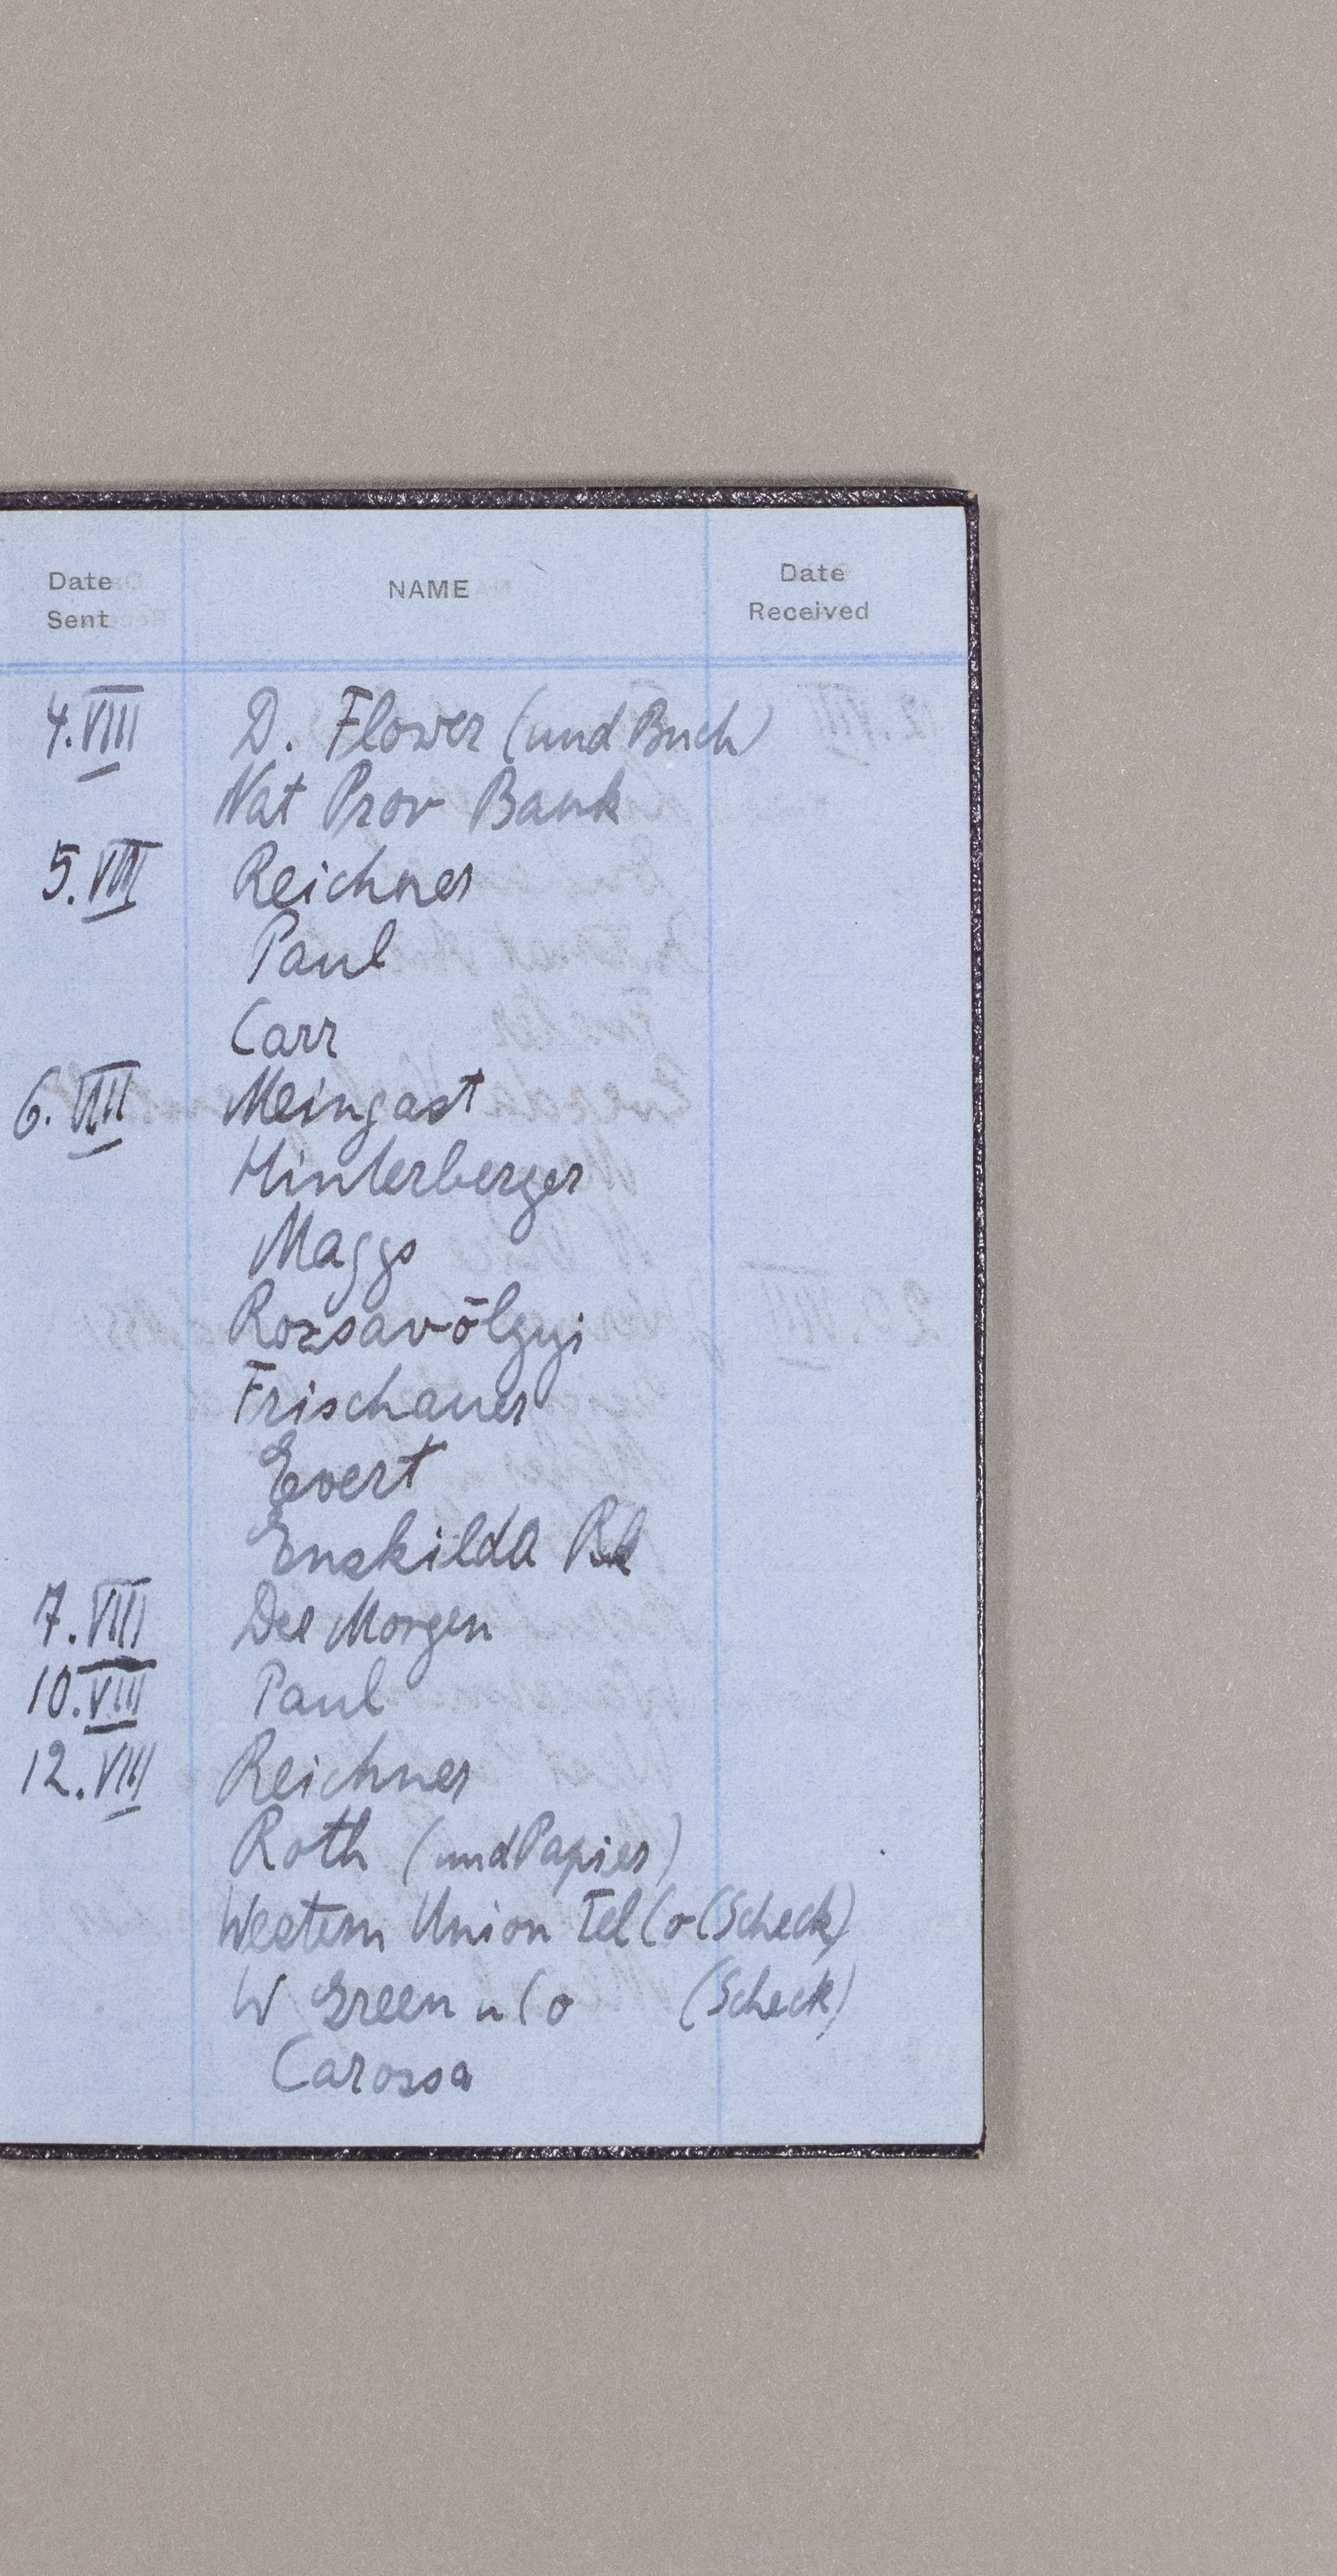 Date Sent NAME Date Received
4.VIII D. Flower (und Buch)
Nat Prov Bank
5.VIII Reichner
Paul
Carr
6.VIII Meingast
Hinterberger
Maggs
Rozsavölgyi
Frischauer
Evert
Enskilda Bk
7.VIII Del Morgen
10.VIII Paul
12.VIII Reichner
Roth (und Papier)
Western Union Tel Co (Scheck)
W Green u Co (Scheck)
Carossa